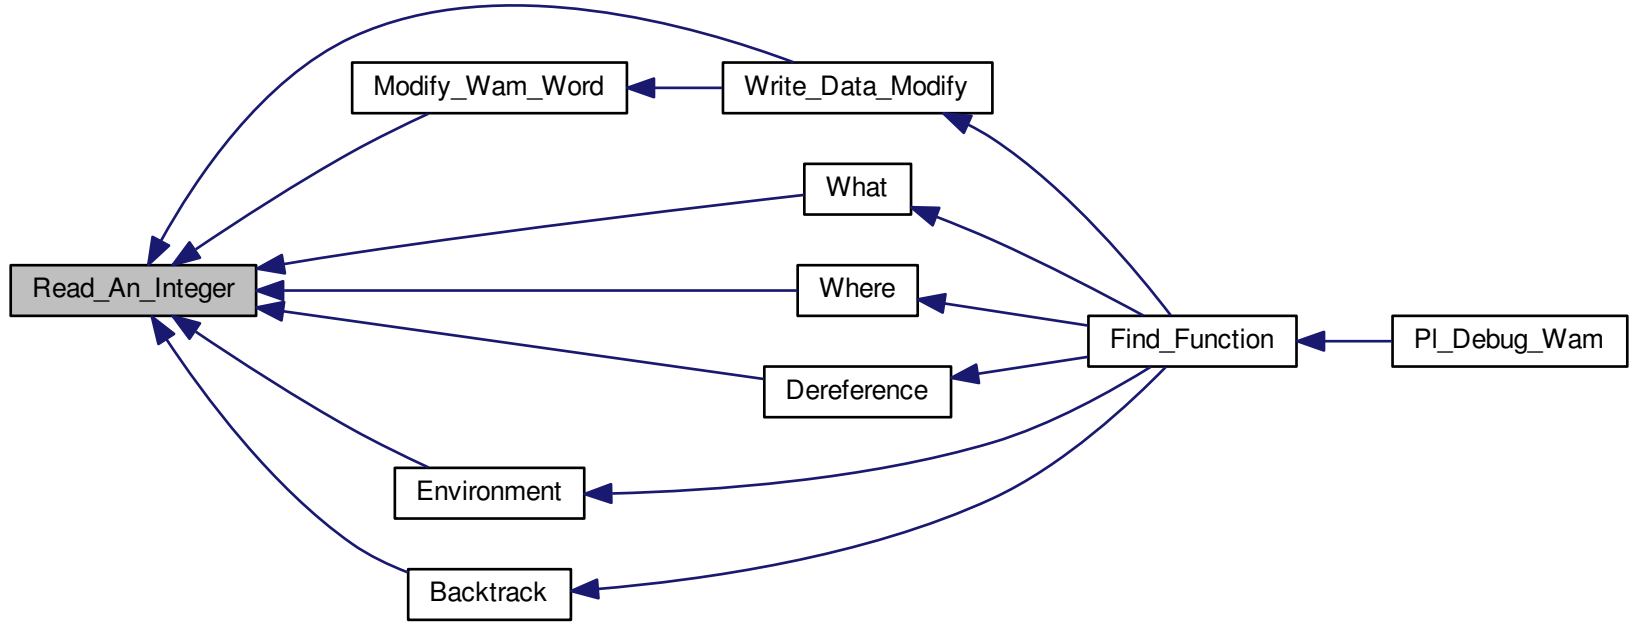 Modify_Wam_Word
Write_Data_Modify
What
Read_An_Integer
Where
Find_Function
Pl_Debug_Wam
Dereference
Environment
Backtrack